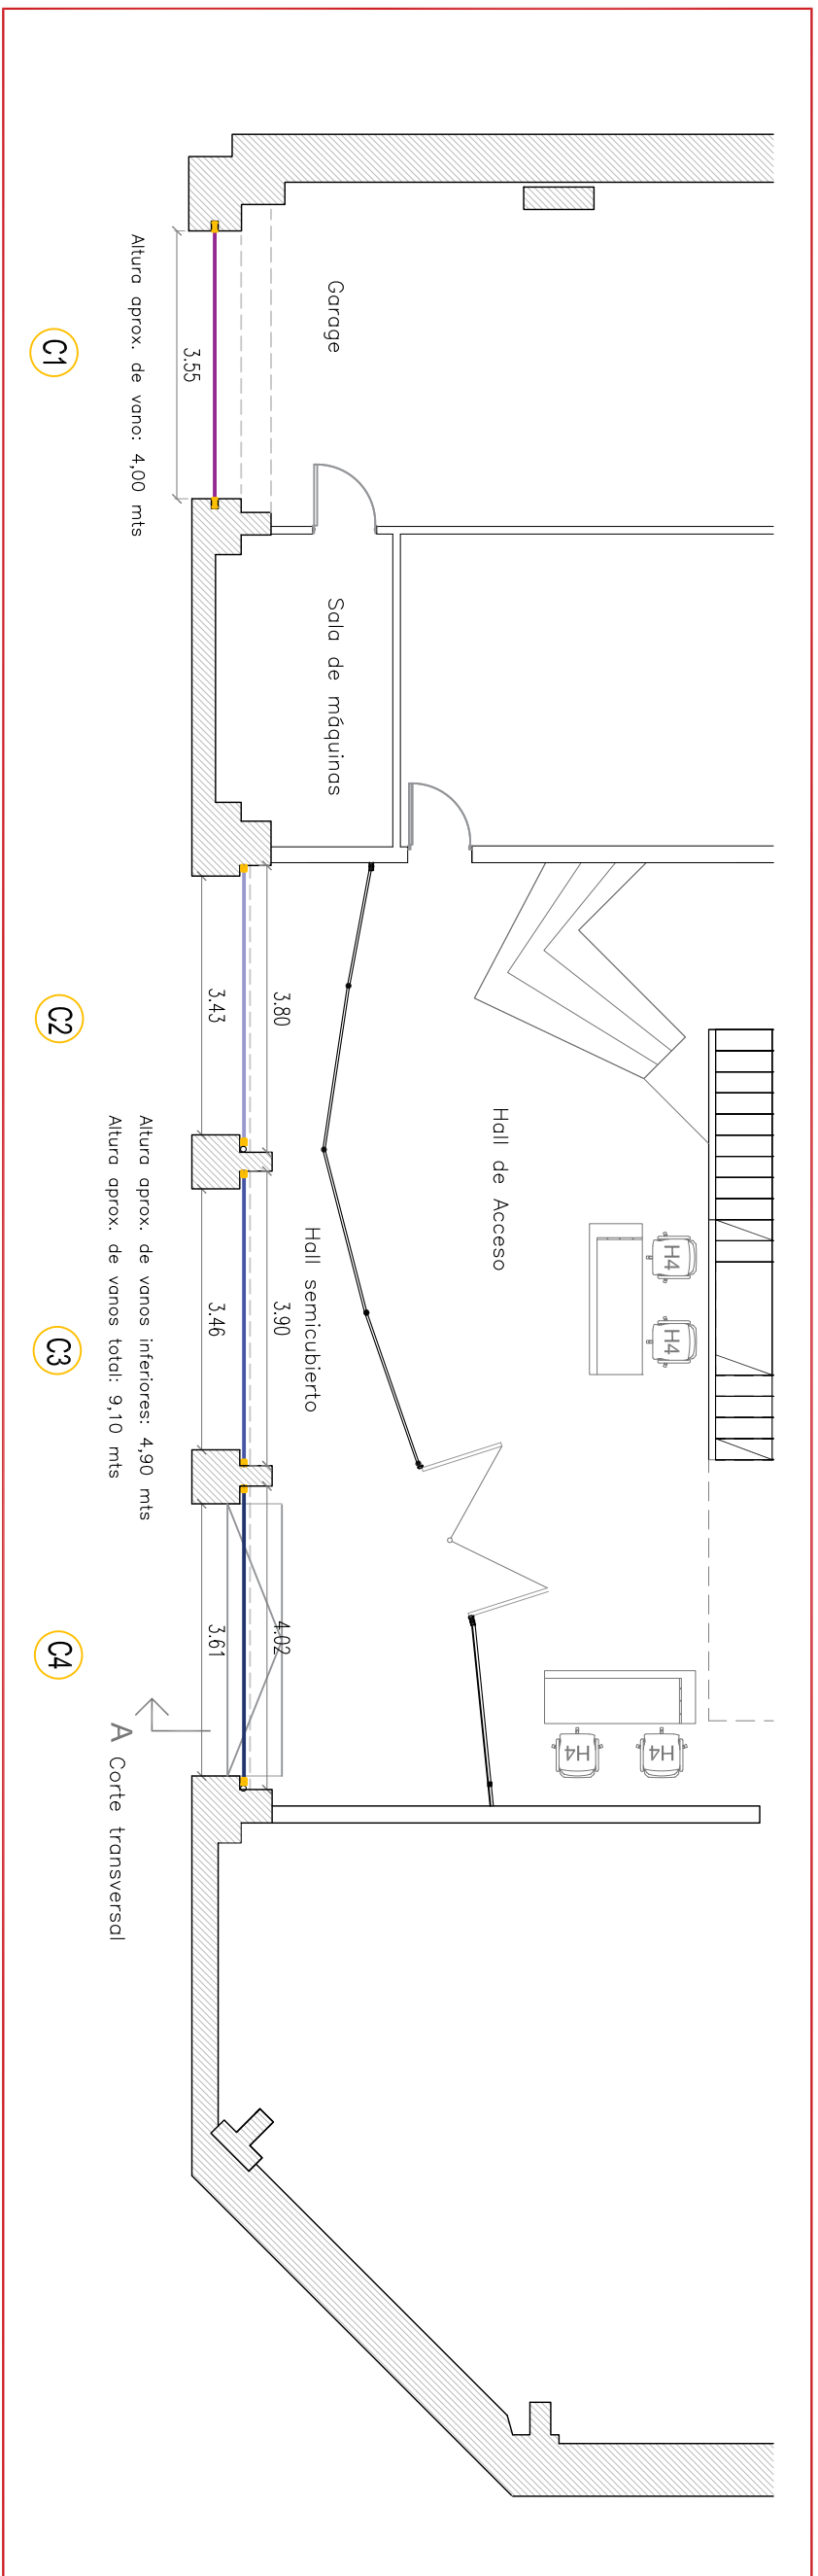 Garage
3.55
Altura aprox. de vano: 4,00 mts
C1
Sala de máquinas
Hall de Acceso
H4
H4
H4
H4
Hall semicubierto
3.80
3.43
C2
3.90
3.46
C3
4.02
3.61
C4
Altura aprox. de vanos inferiores: 4,90 mts
Altura aprox. de vanos total: 9,10 mts
A Corte transversal